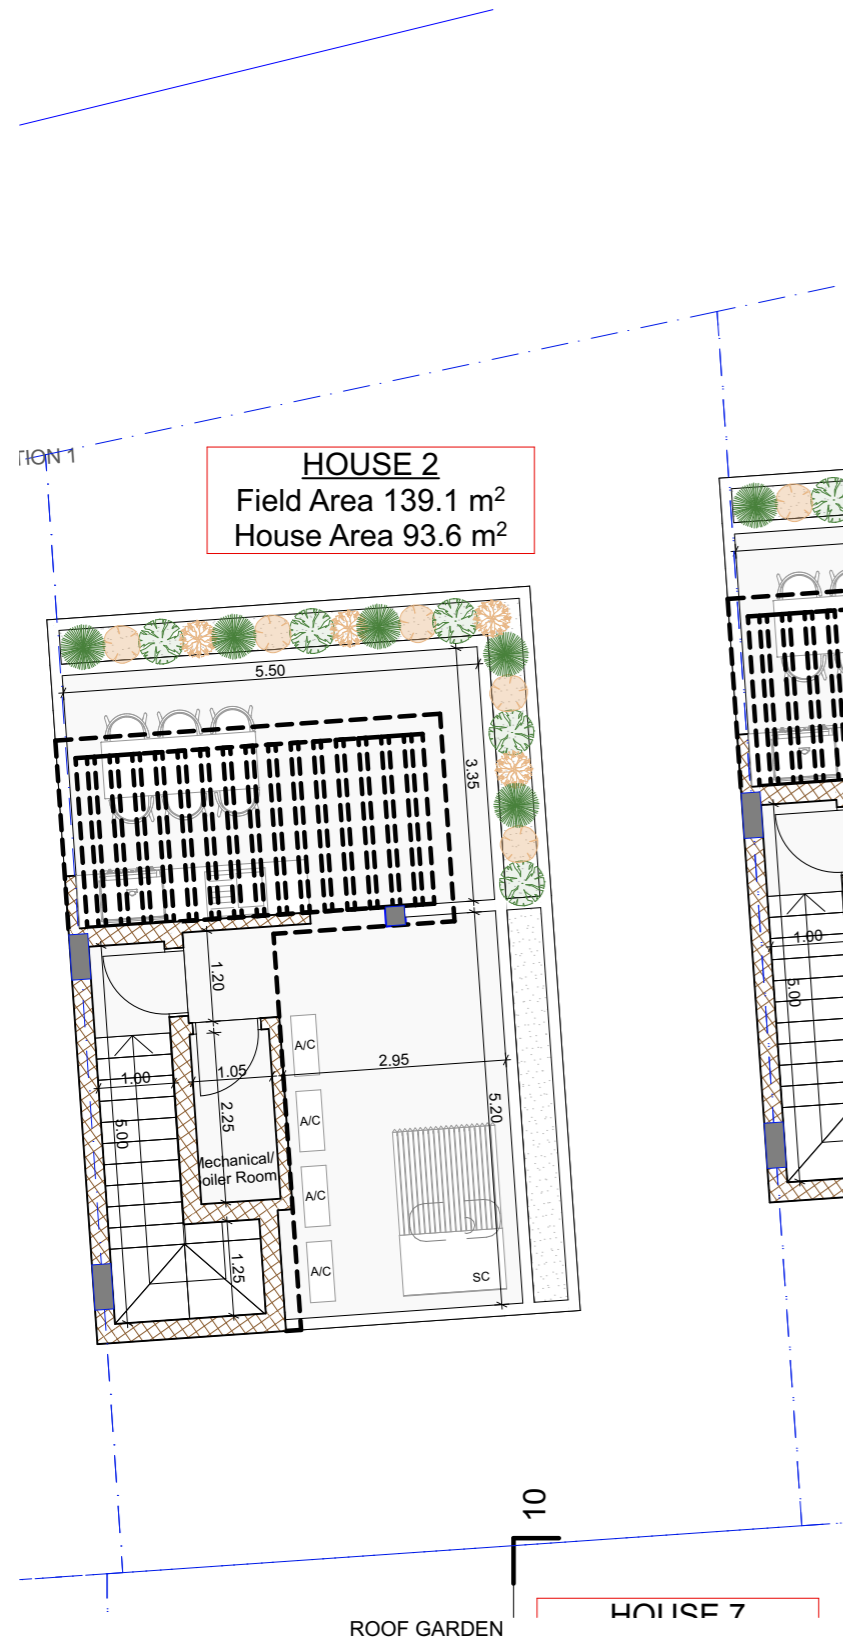 TION 1
HOUSE 2
Field Area 139.1 m²
House Area 93.6 m²
5.50
3.35
1.20
1.00
1.05
2.95
A/C
5.00
2.25
5.20
A/C
Mechanical/
oiler Room
A/C
1.25
A/C
SC
1.00
5.00
10
HOUSE 7
ROOF GARDEN